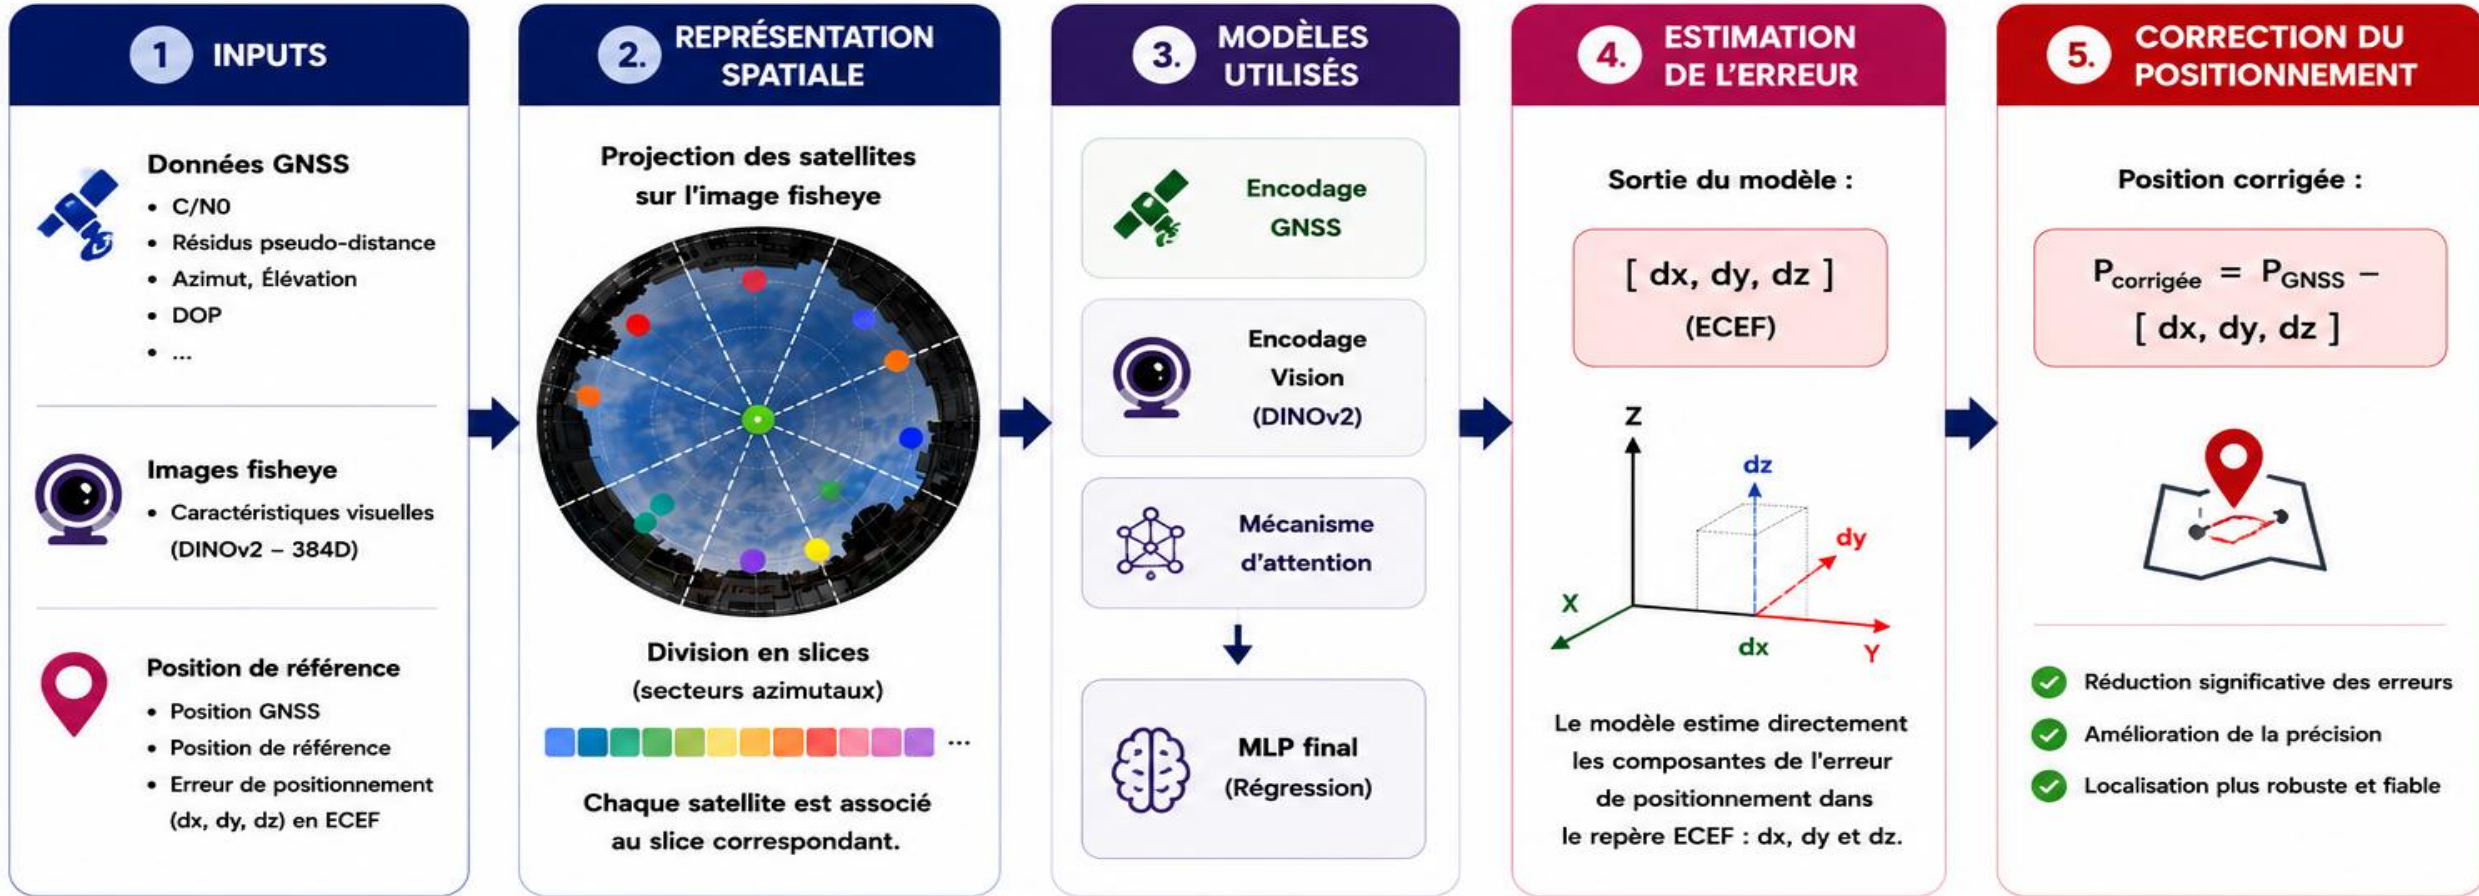 1 INPUTS
Données GNSS
• C/N0
• Résidus pseudo-distance
• Azimut, Élévation
• DOP
• ...
Images fisheye
• Caractéristiques visuelles
(DINOv2 – 384D)
Position de référence
• Position GNSS
• Position de référence
• Erreur de positionnement
(dx, dy, dz) en ECEF
2. REPRÉSENTATION
SPATIALE
Projection des satellites
sur l'image fisheye
Division en slices
(secteurs azimutaux)
...
Chaque satellite est associé
au slice correspondant.
3. MODÈLES
UTILISÉS
Encodage
GNSS
Encodage
Vision
(DINOv2)
Mécanisme
d'attention
MLP final
(Régression)
4. ESTIMATION
DE L'ERREUR
Sortie du modèle :
[ dx, dy, dz ]
(ECEF)
Z
dz
dy
X
dx
Y
Le modèle estime directement
les composantes de l'erreur
de positionnement dans
le repère ECEF : dx, dy et dz.
5. CORRECTION DU
POSITIONNEMENT
Position corrigée :
Pcorrigée = PGNSS –
[ dx, dy, dz ]
Réduction significative des erreurs
Amélioration de la précision
Localisation plus robuste et fiable